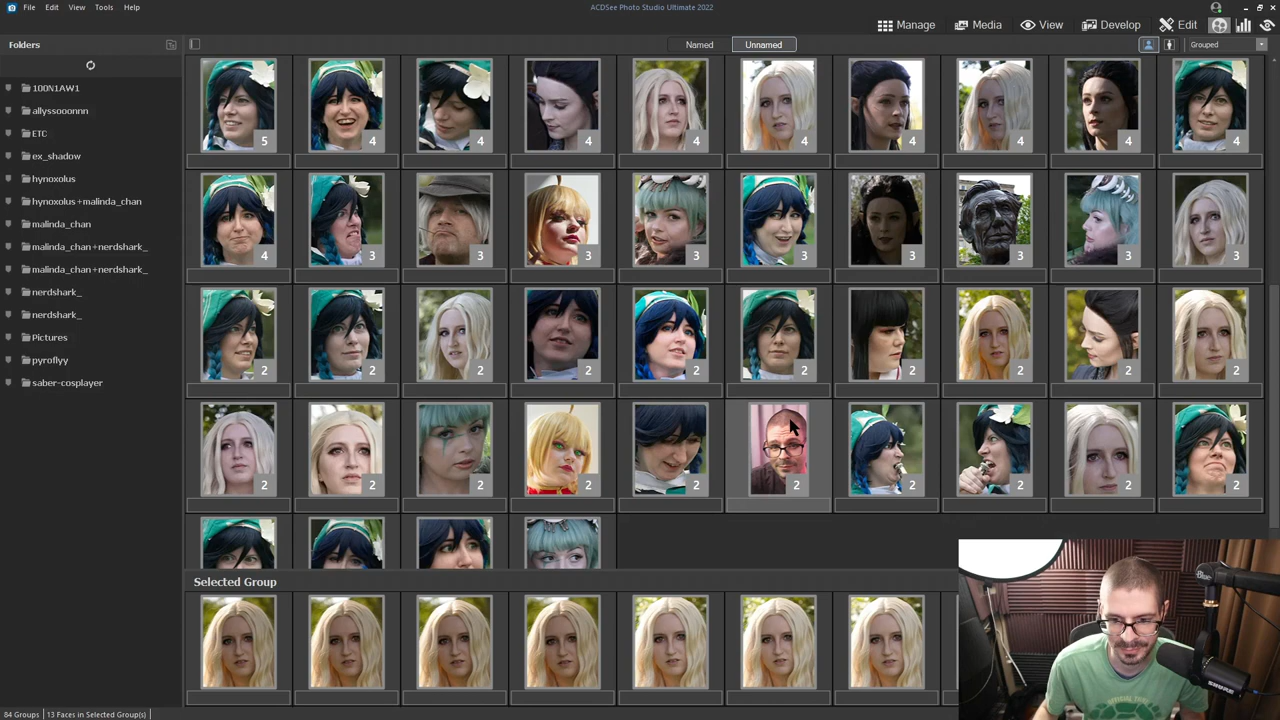 File Edit View Tools Help
ACDSee Photo Studio Ultimate 2022
Manage Media View Develop Edit
Folders
Named Unnamed
Grouped
100N1AW1
allyssooonnn
ETC
ex_shadow
hynoxolus
hynoxolus+malinda_chan
malinda_chan
malinda_chan+nerdshark_
malinda_chan+nerdshark_
nerdshark_
nerdshark_
Pictures
pyroflyy
saber-cosplayer
5 4 4 4 4 4 4 4 4 4
4 3 3 3 3 3 3 3 3 3
2 2 2 2 2 2 2 2 2 2
2 2 2 2 2 2 2 2 2 2
Selected Group
Blue
SHURE
84 Groups | 13 Faces in Selected Group(s)